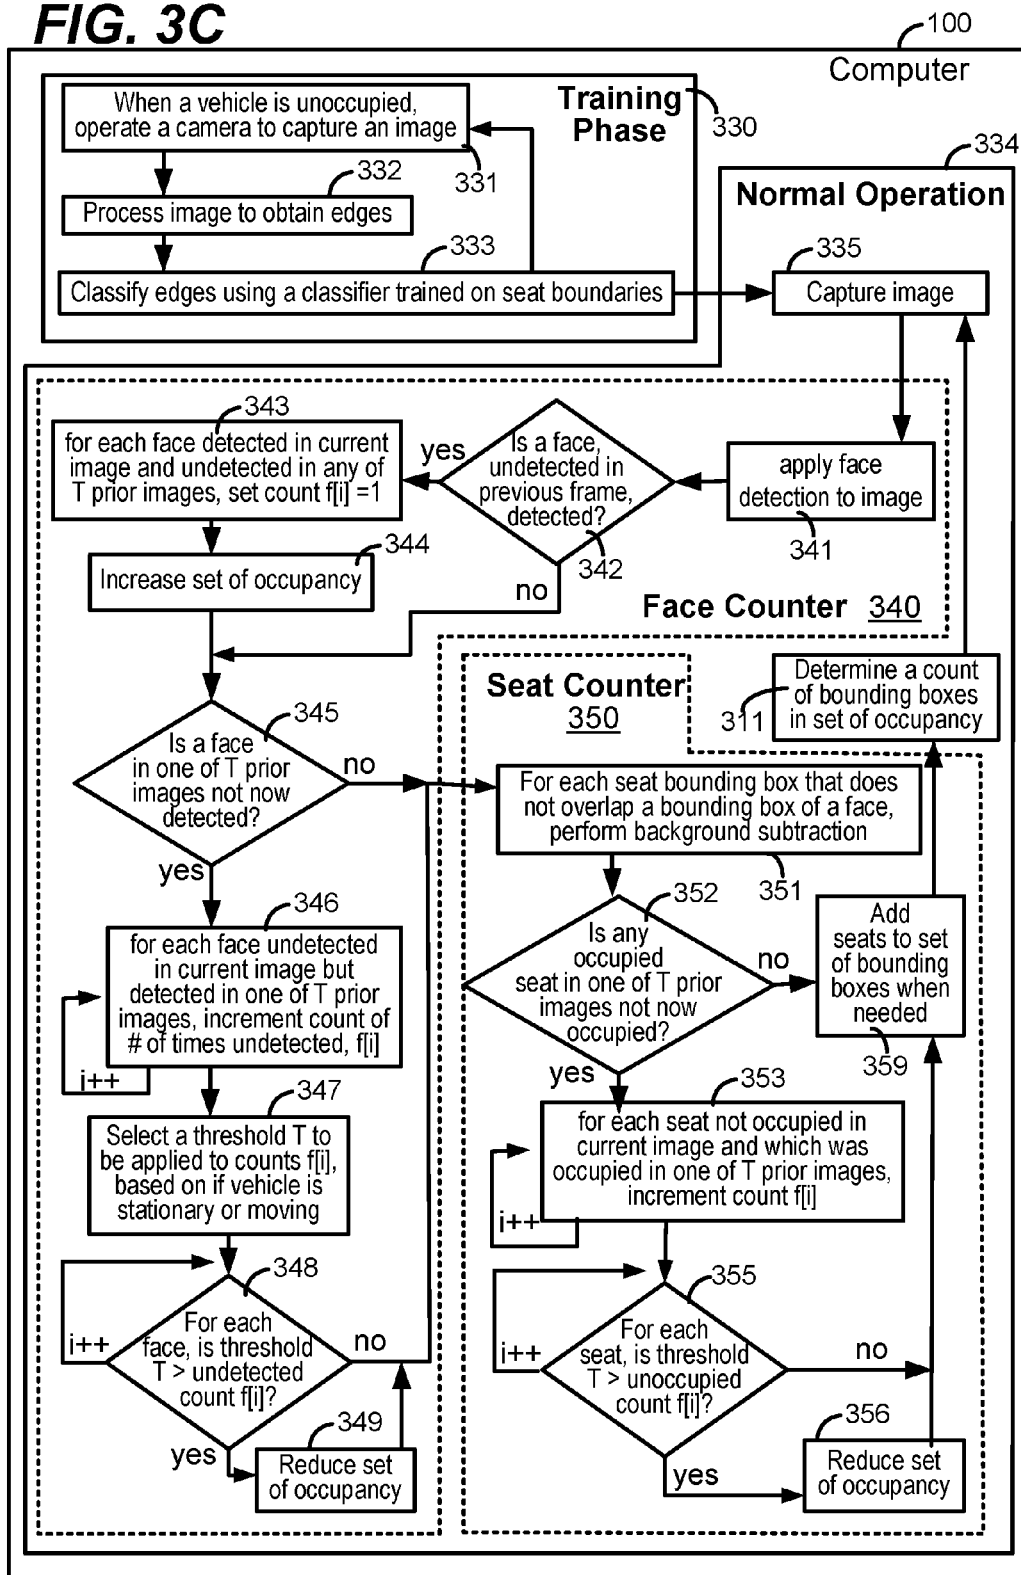 FIG. 3C
100
Computer
When a vehicle is unoccupied,
operate a camera to capture an image
Training
Phase
330
331
332
Process image to obtain edges
333
Classify edges using a classifier trained on seat boundaries
334
Normal Operation
335
Capture image
343
for each face detected in current
image and undetected in any of
T prior images, set count f[i] =1
yes
Is a face,
undetected in
previous frame,
detected?
342
apply face
detection to image
341
344
Increase set of occupancy
no
Face Counter 340
345
Is a face
in one of T prior
images not now
detected?
no
yes
346
for each face undetected
in current image but
detected in one of T prior
images, increment count of
# of times undetected, f[i]
i++
347
Select a threshold T to
be applied to counts f[i],
based on if vehicle is
stationary or moving
348
For each
face, is threshold
T > undetected
count f[i]?
i++
no
yes
349
Reduce set
of occupancy
Seat Counter
350
Determine a count
of bounding boxes
in set of occupancy
311
For each seat bounding box that does
not overlap a bounding box of a face,
perform background subtraction
351
352
Is any
occupied
seat in one of T prior
images not now
occupied?
no
yes
Add
seats to set
of bounding
boxes when
needed
359
353
for each seat not occupied in
current image and which was
occupied in one of T prior images,
increment count f[i]
i++
355
For each
seat, is threshold
T > unoccupied
count f[i]?
i++
no
yes
356
Reduce set
of occupancy